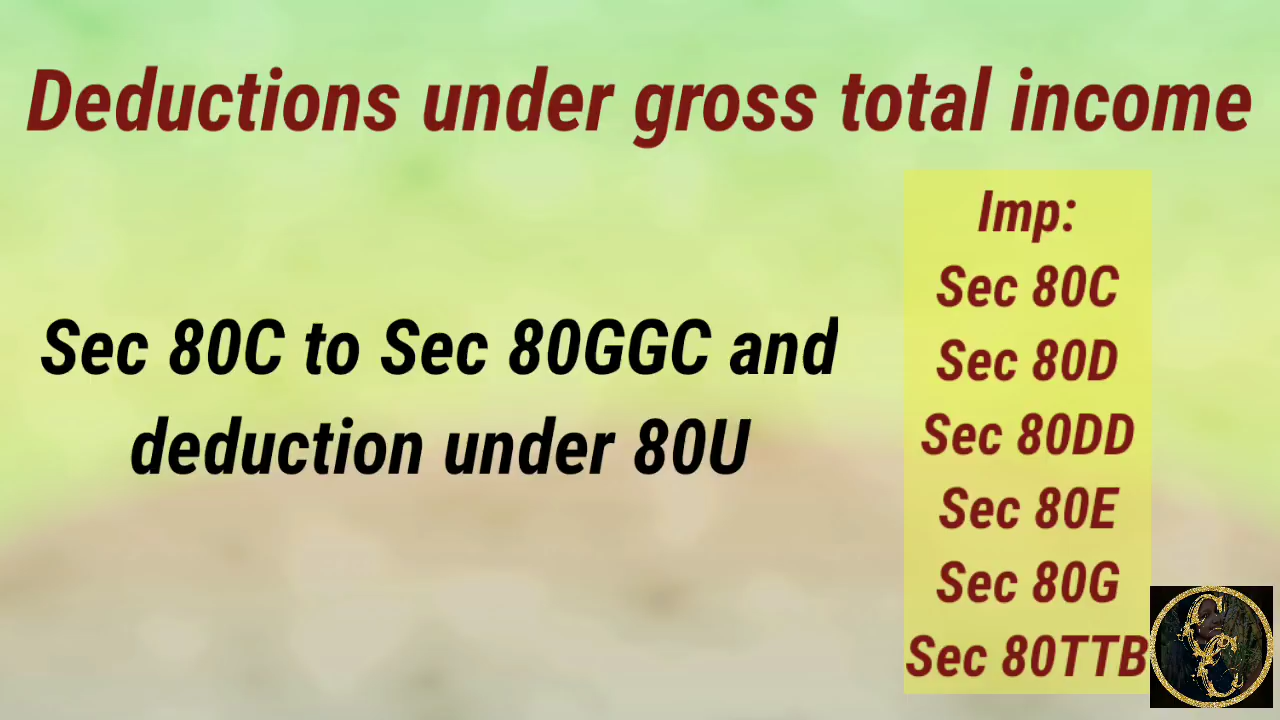 Deductions under gross total income
Sec 80C to Sec 80GGC and
deduction under 80U
Imp:
Sec 80C
Sec 80D
Sec 80DD
Sec 80E
Sec 80G
Sec 80TTB